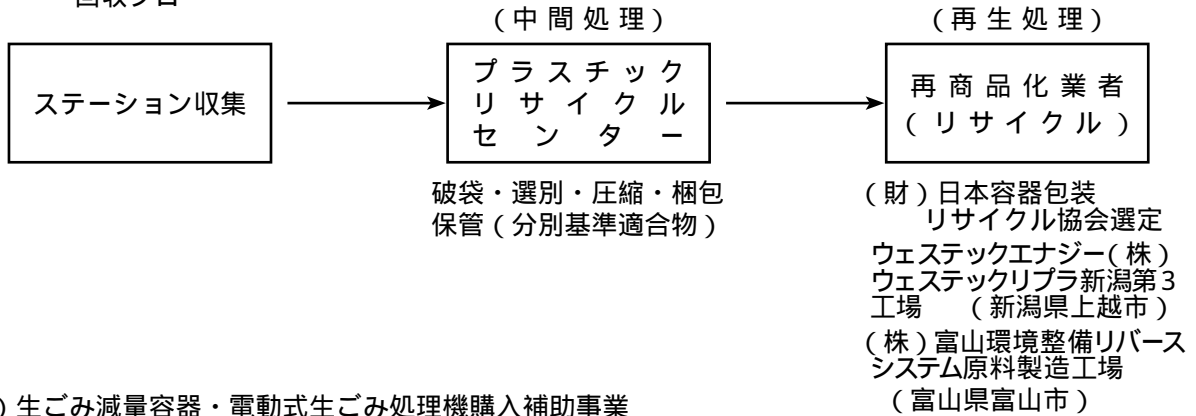 (中間処理)
(再生処理)
ステーション収集
プラスチック
リサイクル
センター
再商品化業者
(リサイクル)
破袋・選別・圧縮・梱包
保管(分別基準適合物)
(財)日本容器包装
リサイクル協会選定
ウェステックエナジー(株)
ウェステックリプラ新潟第3
工場 (新潟県上越市)
(株)富山環境整備リバース
システム原料製造工場
(富山県富山市)
)生ごみ減量容器・電動式生ごみ処理機購入補助事業